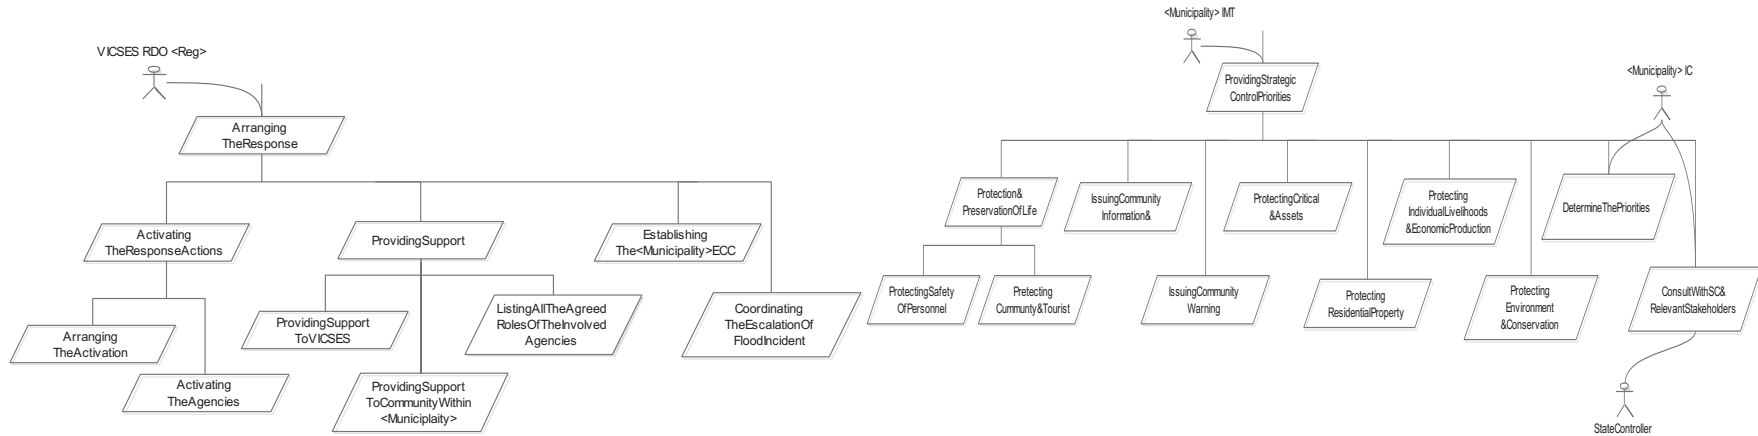 VICSES RDO <Reg>
Arranging
TheResponse
Activating
TheResponseActions
ProvidingSupport
Establishing
The<Municipality>ECC
Arranging
TheActivation
Activating
TheAgencies
ProvidingSupport
ToVICSES
ListingAllTheAgreed
RolesOfTheInvolved
Agencies
ProvidingSupport
ToCommunityWithin
<Municiplaity>
Coordinating
TheEscalationOf
FloodIncident
<Municipality> IMT
ProvidingStrategic
ControlPriorities
<Municipality> IC
Protection&
PreservationOfLife
IssuingCommunity
Information&
ProtectingCritical
&Assets
Protecting
IndividualLivelihoods
&EconomicProduction
DetermineThePriorities
ProtectingSafety
OfPersonnel
Pretecting
Cummunty&Tourist
IssuingCommunity
Warning
Protecting
ResidentialProperty
Protecting
Environment
&Conservation
ConsultWithSC&
RelevantStakeholders
StateController